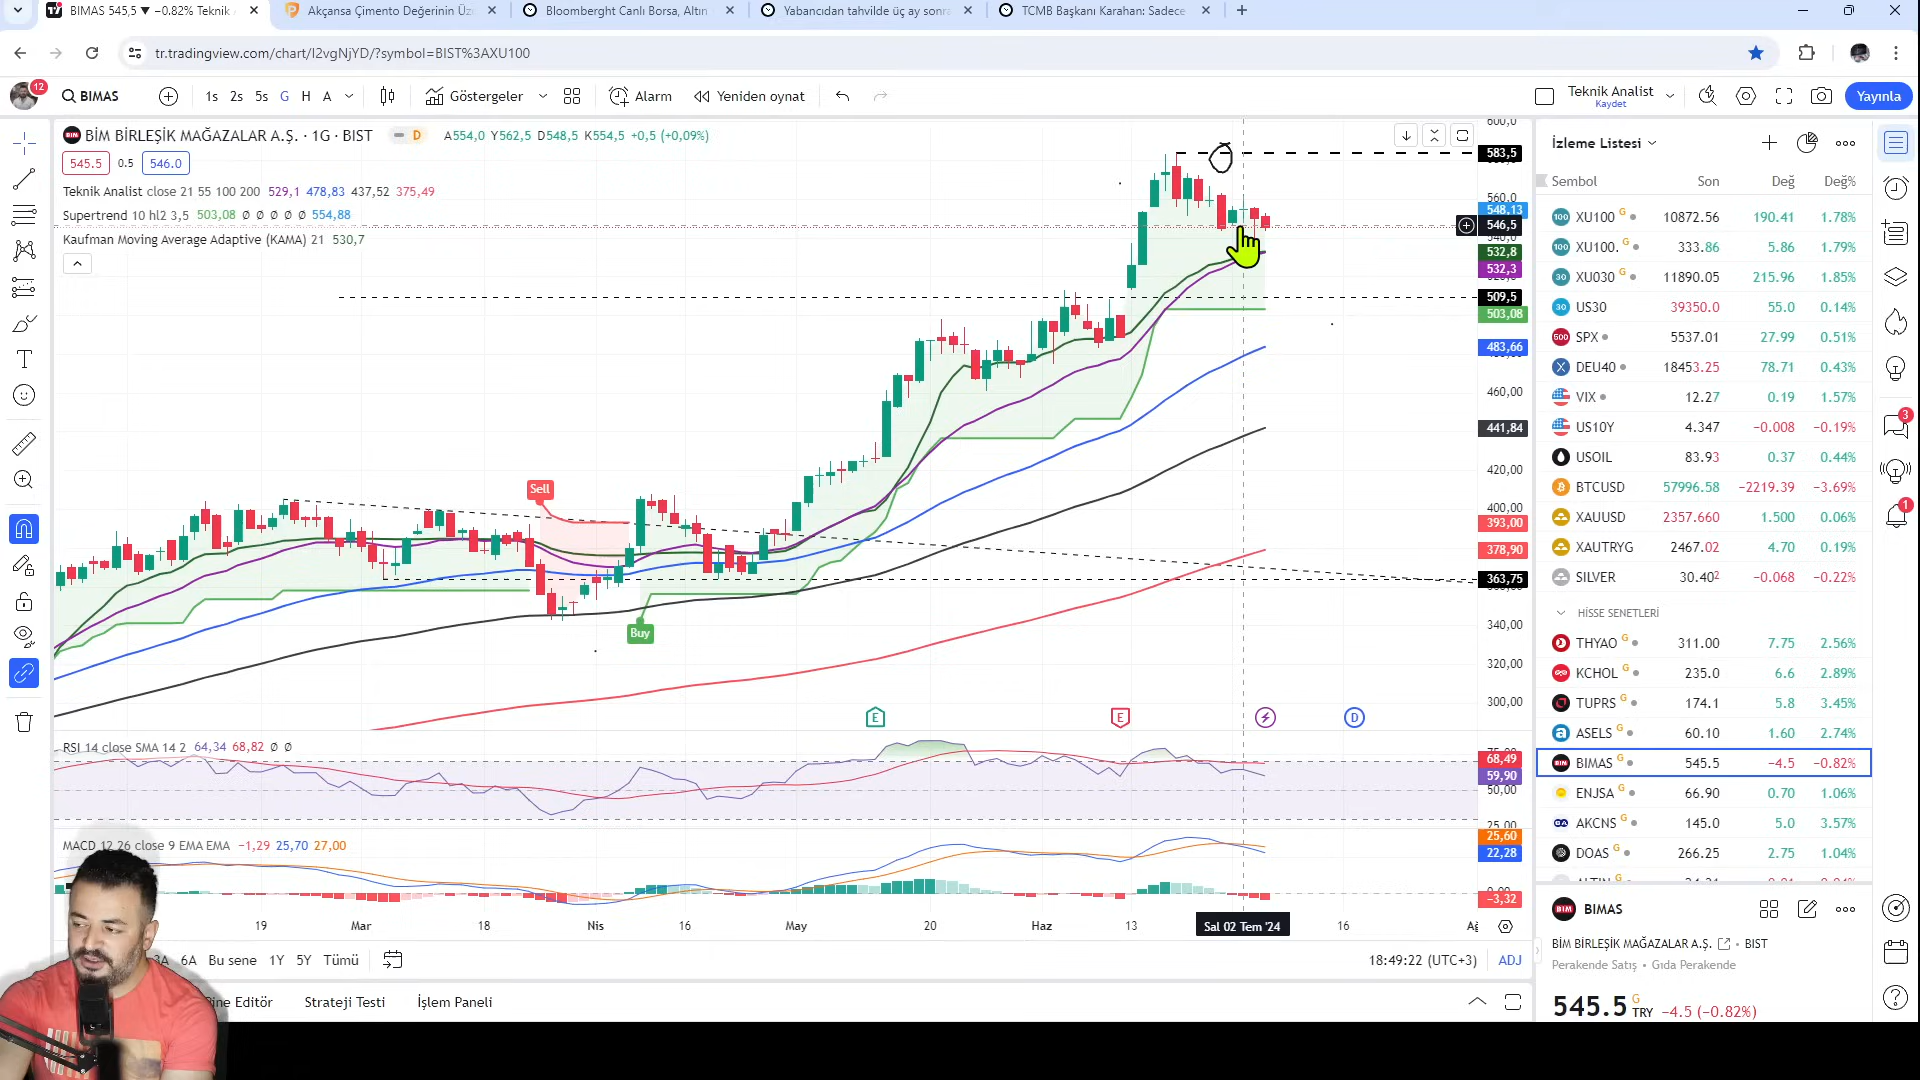 BIMAS 545,5 ▼ −0.82% Teknik
Akçansa Çimento Değerinin Üz
Bloomberght Canlı Borsa, Altın
Yabancıdan tahvilde üç ay sonra
TCMB Başkanı Karahan: Sadece
tr.tradingview.com/chart/I2vgNjYD/?symbol=BIST%3AXU100
12
BIMAS
1s 2s 5s G H A
Göstergeler
Alarm
Yeniden oynat
Teknik Analist
Kaydet
Yayınla
BİM BİRLEŞİK MAĞAZALAR A.Ş. · 1G · BIST
D
A554,0 Y562,5 D548,5 K554,5 +0,5 (+0,09%)
545.5 0.5 546.0
Teknik Analist close 21 55 100 200 529,1 478,83 437,52 375,49
Supertrend 10 hl2 3,5 503,08 Ø Ø Ø Ø Ø 554,88
Kaufman Moving Average Adaptive (KAMA) 21 530,7
600,0
583,5
560,0
548,13
546,5
540,0
532,8
532,3
509,5
503,08
483,66
460,00
441,84
420,00
400,00
393,00
378,90
363,75
340,00
320,00
300,00
Sell
Buy
E
E
D
RSI 14 close SMA 14 2 64,34 68,82 Ø Ø
75,00
68,49
59,90
50,00
25,00
MACD 12 26 close 9 EMA EMA −1,29 25,70 27,00
25,60
22,28
0,00
−3,32
19 Mar 18 Nis 16 May 20 Haz 13 Sal 02 Tem '24 16
3A 6A Bu sene 1Y 5Y Tümü
18:49:22 (UTC+3)
ADJ
Pine Editör Strateji Testi İşlem Paneli
İzleme Listesi
Sembol Son Değ Değ%
XU100 G 10872.56 190.41 1.78%
XU100. G 333.86 5.86 1.79%
XU030 G 11890.05 215.96 1.85%
US30 39350.0 55.0 0.14%
SPX 5537.01 27.99 0.51%
DEU40 18453.25 78.71 0.43%
VIX 12.27 0.19 1.57%
US10Y 4.347 −0.008 −0.19%
USOIL 83.93 0.37 0.44%
BTCUSD 57996.58 −2219.39 −3.69%
XAUUSD 2357.660 1.500 0.06%
XAUTRYG 2467.02 4.70 0.19%
SILVER 30.40² −0.068 −0.22%
HİSSE SENETLERİ
THYAO G 311.00 7.75 2.56%
KCHOL G 235.0 6.6 2.89%
TUPRS G 174.1 5.8 3.45%
ASELS G 60.10 1.60 2.74%
BIMAS G 545.5 −4.5 −0.82%
ENJSA G 66.90 0.70 1.06%
AKCNS G 145.0 5.0 3.57%
DOAS G 266.25 2.75 1.04%
BIMAS
BİM BİRLEŞİK MAĞAZALAR A.Ş. • BIST
Perakende Satış • Gıda Perakende
545.5 G TRY −4.5 (−0.82%)
3
1